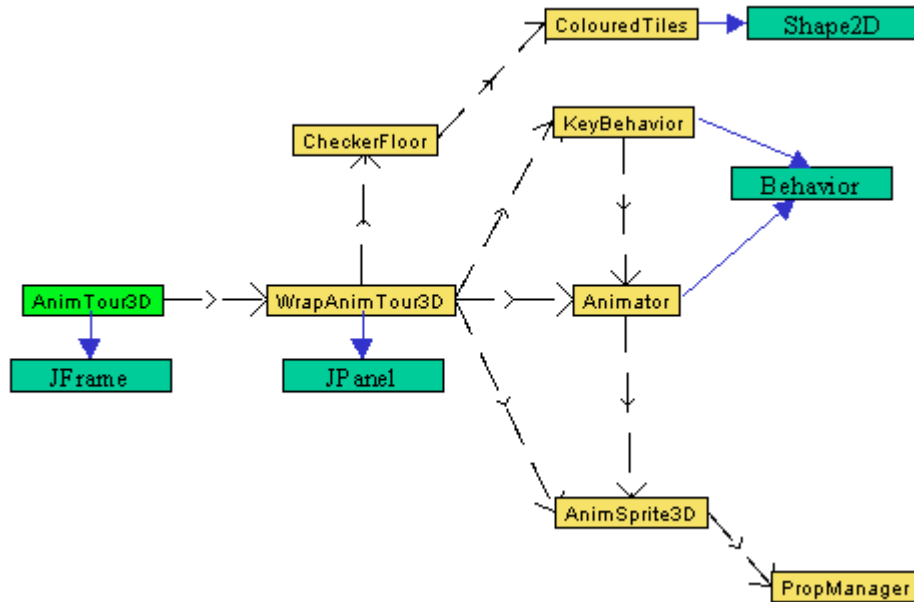 ColouredTiles
Shape2D
KeyBehavior
CheckerFloor
Behavior
AnimTour3D
WrapAnimTour3D
Animator
JFrame
JPanel
AnimSprite3D
PropManager